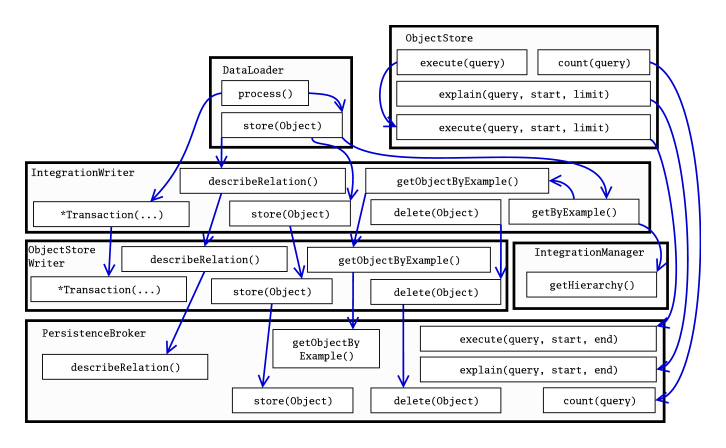 ObjectStore
execute(query)
count(query)
explain(query, start, limit)
execute(query, start, limit)
DataLoader
process()
store(Object)
IntegrationWriter
describeRelation()
getObjectByExample()
*Transaction(...)
store(Object)
delete(Object)
getByExample()
ObjectStore
Writer
describeRelation()
getObjectByExample()
*Transaction(...)
store(Object)
delete(Object)
IntegrationManager
getHierarchy()
PersistenceBroker
getObjectBy
Example()
execute(query, start, end)
describeRelation()
explain(query, start, end)
store(Object)
delete(Object)
count(query)